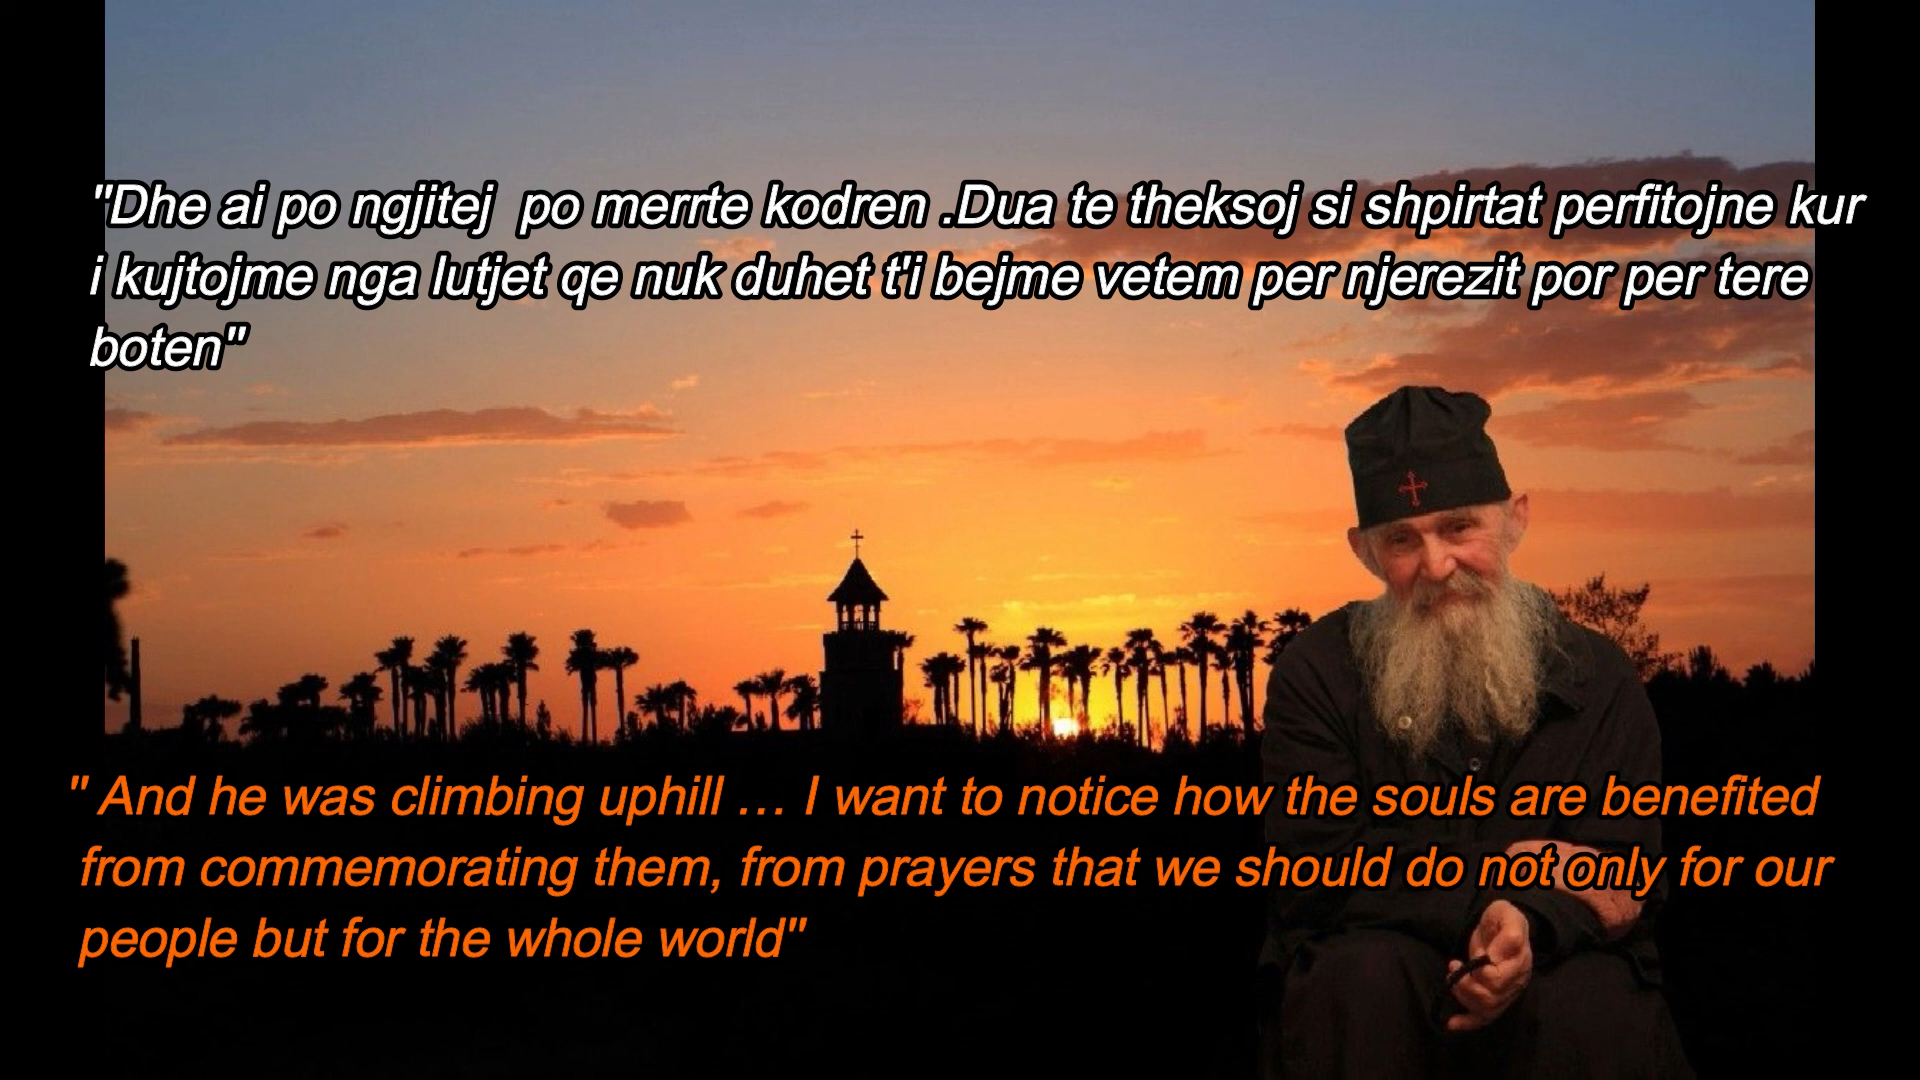 "Dhe ai po ngjitej  po merrte kodren .Dua te theksoj si shpirtat perfitojne kur
i kujtojme nga lutjet qe nuk duhet t'i bejme vetem per njerezit por per tere
boten"
" And he was climbing uphill … I want to notice how the souls are benefited
from commemorating them, from prayers that we should do not only for our
people but for the whole world"